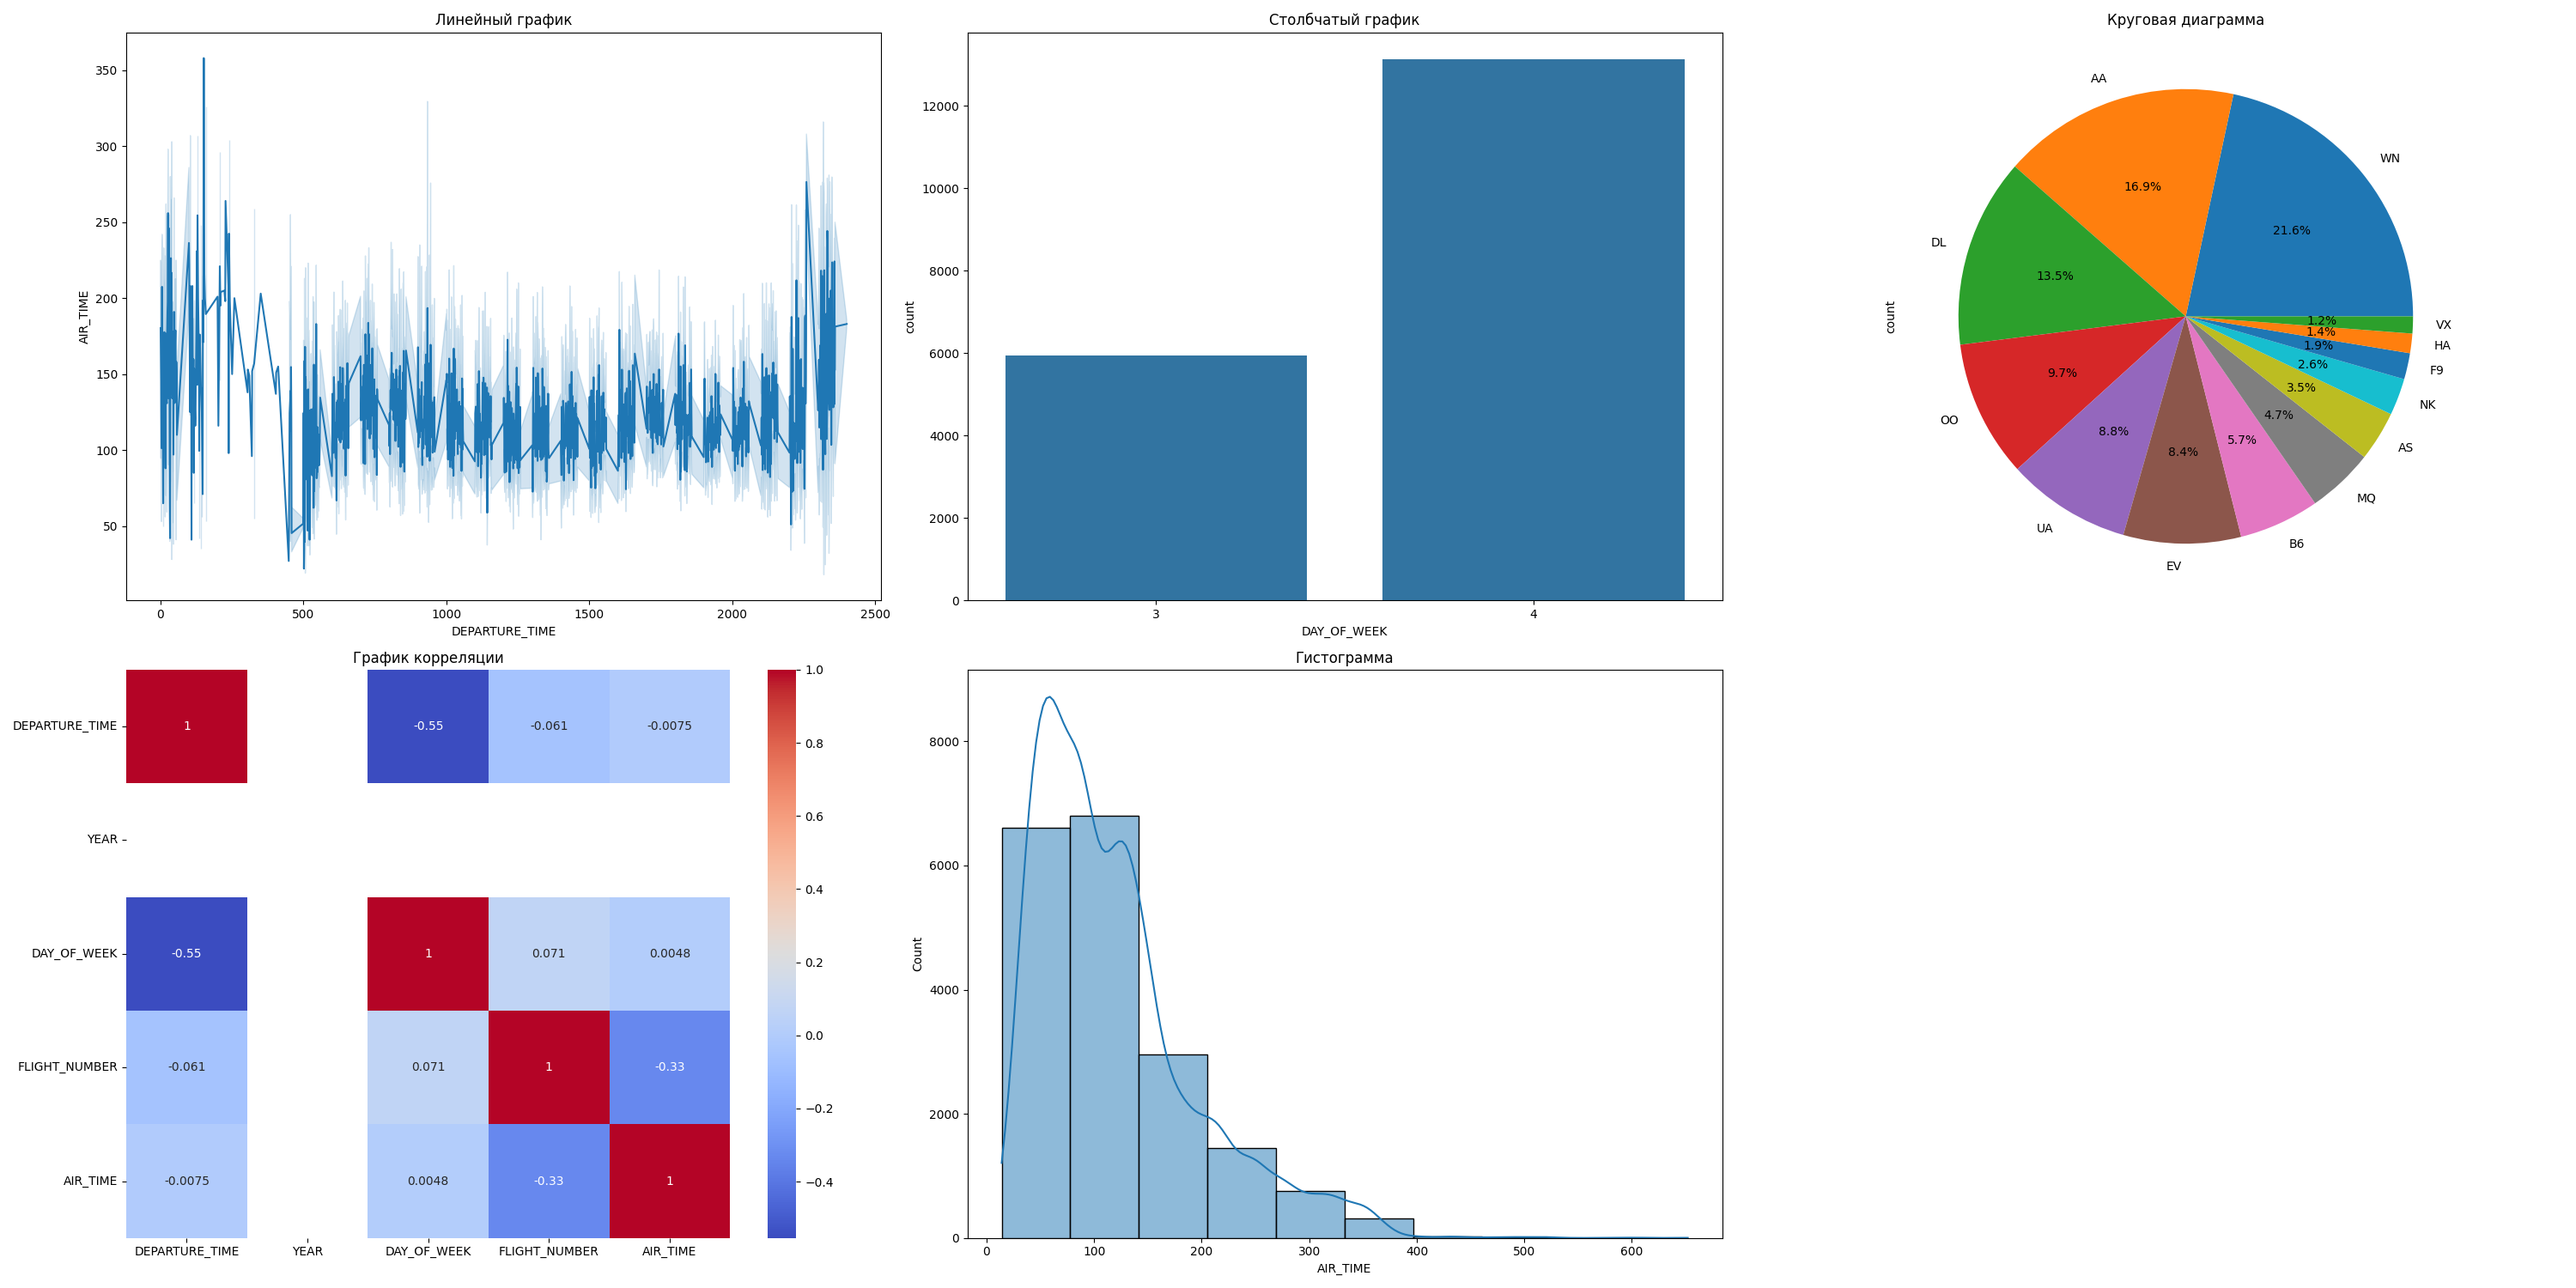 Линейный график
350
300
250
200
150
100
50
AIR_TIME
0 500 1000 1500 2000 2500
DEPARTURE_TIME
Столбчатый график
12000
10000
8000
6000
4000
2000
0
count
3 4
DAY_OF_WEEK
Круговая диаграмма
count
WN
AA
DL
OO
UA
EV
B6
MQ
AS
NK
F9
HA
VX
21.6%
16.9%
13.5%
9.7%
8.8%
8.4%
5.7%
4.7%
3.5%
2.6%
1.9%
1.4%
1.2%
График корреляции
DEPARTURE_TIME 1 -0.55 -0.061 -0.0075
YEAR
DAY_OF_WEEK -0.55 1 0.071 0.0048
FLIGHT_NUMBER -0.061 0.071 1 -0.33
AIR_TIME -0.0075 0.0048 -0.33 1
DEPARTURE_TIME YEAR DAY_OF_WEEK FLIGHT_NUMBER AIR_TIME
1.0
0.8
0.6
0.4
0.2
0.0
−0.2
−0.4
Гистограмма
8000
6000
4000
2000
0
Count
0 100 200 300 400 500 600
AIR_TIME